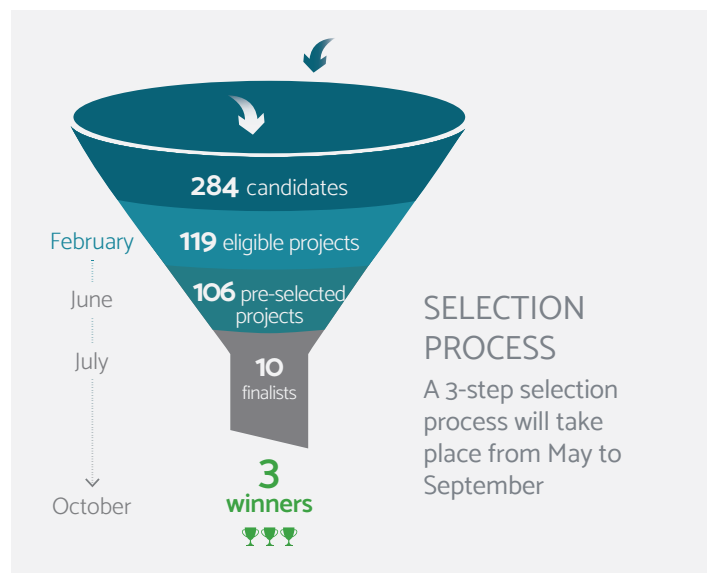 284 candidates
February
119 eligible projects
June
106 pre-selected
projects
July
10
finalists
October
3
winners
SELECTION
PROCESS
A 3-step selection
process will take
place from May to
September